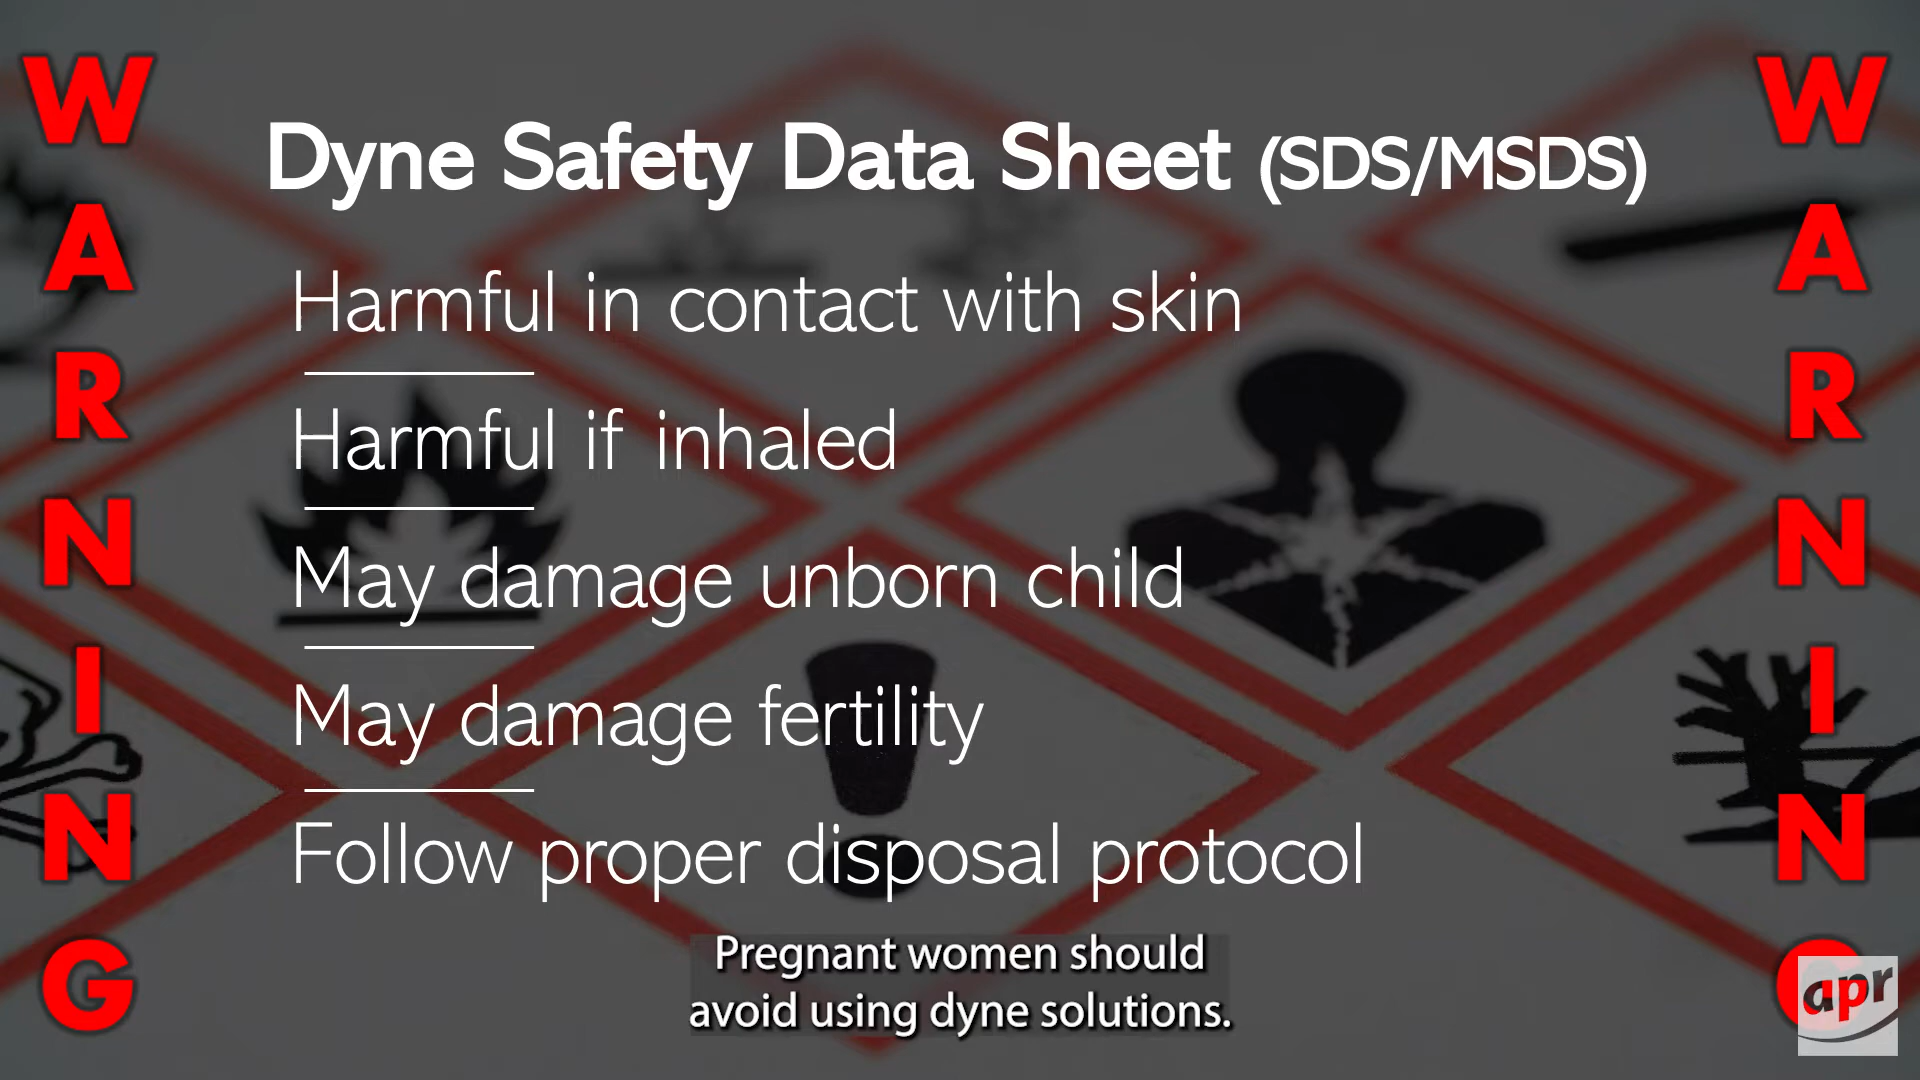 WARNING
WARNING
Dyne Safety Data Sheet (SDS/MSDS)
Harmful in contact with skin
Harmful if inhaled
May damage unborn child
May damage fertility
Follow proper disposal protocol
Pregnant women should
avoid using dyne solutions.
apr